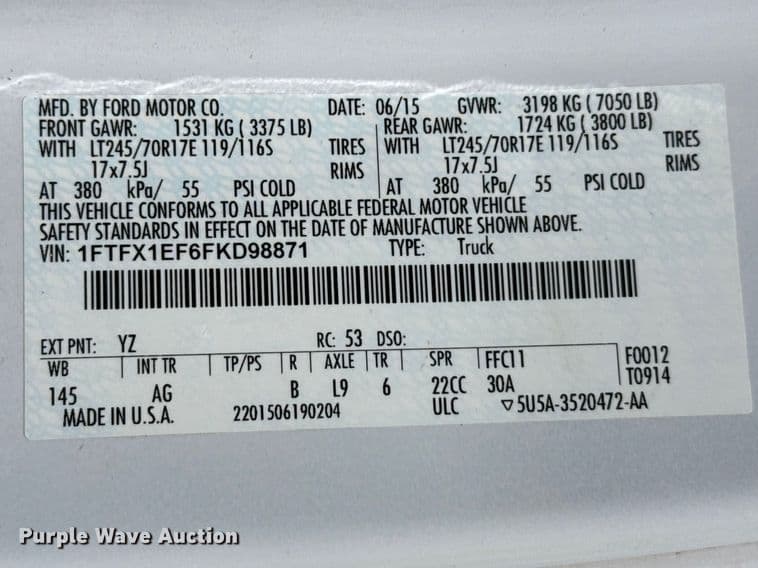 MFD. BY FORD MOTOR CO. DATE: 06/15 GVWR: 3198 KG ( 7050 LB)
FRONT GAWR: 1531 KG ( 3375 LB) REAR GAWR: 1724 KG ( 3800 LB)
WITH LT245/70R17E 119/116S TIRES WITH LT245/70R17E 119/116S TIRES
17x7.5J RIMS 17x7.5J RIMS
AT 380 kPa/ 55 PSI COLD AT 380 kPa/ 55 PSI COLD
THIS VEHICLE CONFORMS TO ALL APPLICABLE FEDERAL MOTOR VEHICLE
SAFETY STANDARDS IN EFFECT ON THE DATE OF MANUFACTURE SHOWN ABOVE.
VIN: 1FTFX1EF6FKD98871 TYPE: Truck
EXT PNT: YZ RC: 53 DSO:
WB INT TR TP/PS R AXLE TR SPR FFC11 F0012
145 AG B L9 6 22CC 30A T0914
MADE IN U.S.A. 2201506190204 ULC ▽5U5A-3520472-AA
Purple Wave Auction